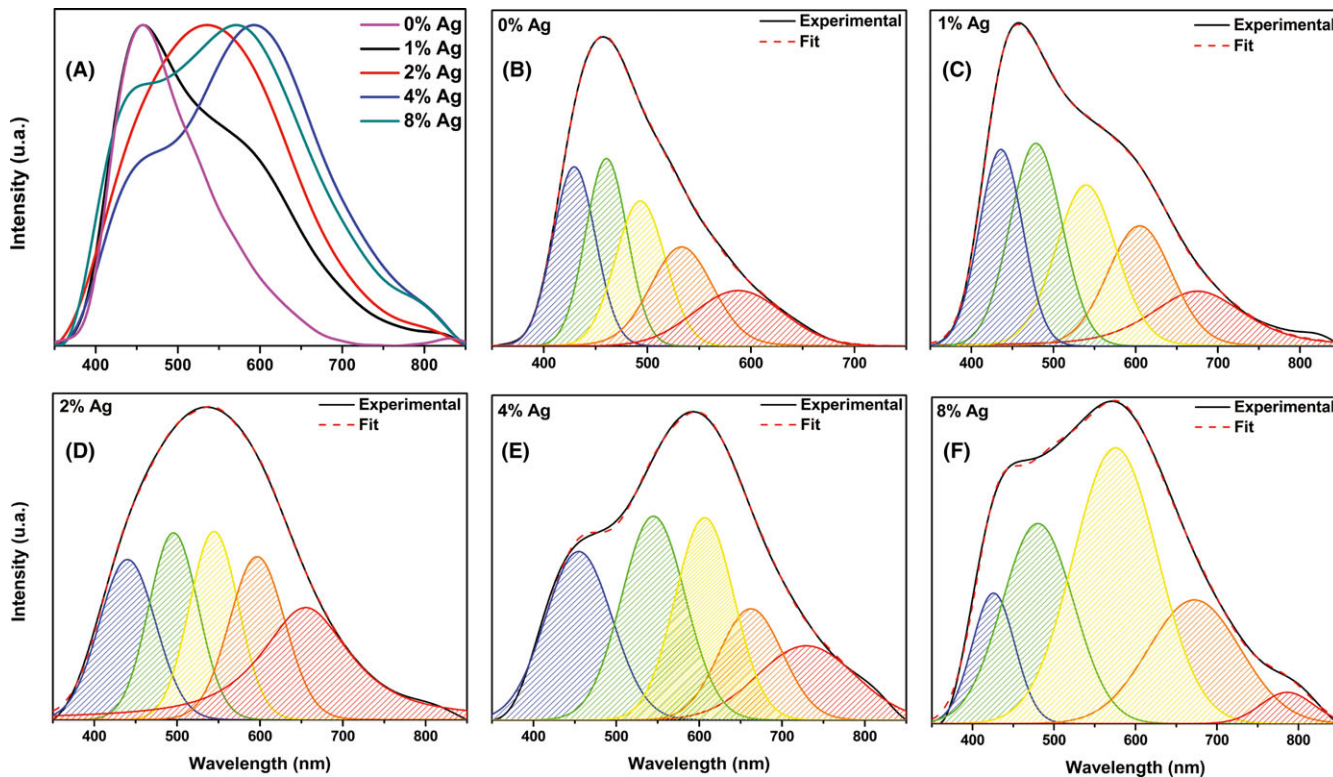 Intensity (u.a.)
(A)
0% Ag
1% Ag
2% Ag
4% Ag
8% Ag
400 500 600 700 800
0% Ag
(B)
Experimental
Fit
400 500 600 700
1% Ag
(C)
Experimental
Fit
400 500 600 700 800
Intensity (u.a.)
2% Ag
(D)
Experimental
Fit
400 500 600 700 800
Wavelength (nm)
4% Ag
(E)
Experimental
Fit
400 500 600 700 800
Wavelength (nm)
8% Ag
(F)
Experimental
Fit
400 500 600 700 800
Wavelength (nm)